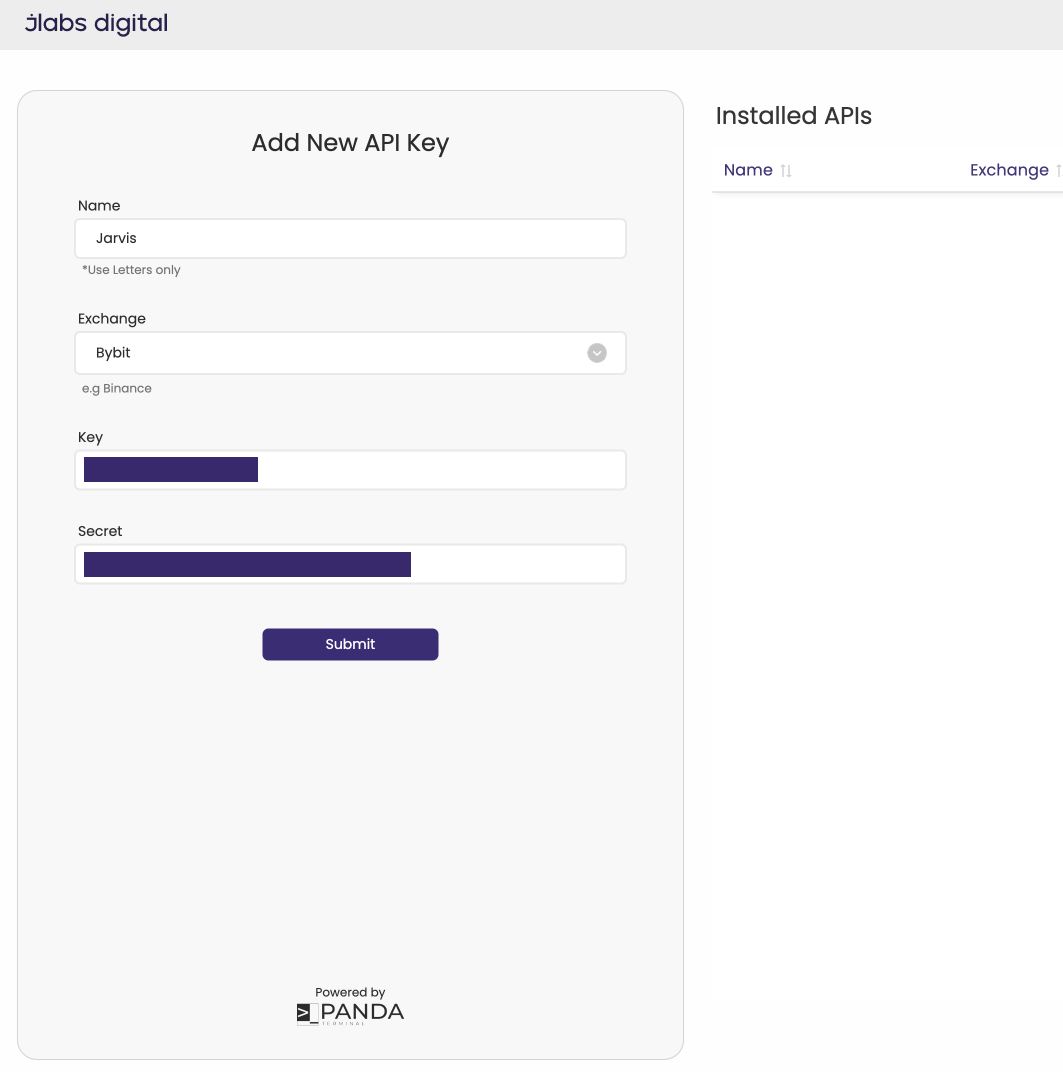 jlabs digital
Add New API Key
Name
Jarvis
*Use Letters only
Exchange
Bybit
e.g Binance
Key
Secret
Submit
Powered by
PANDA
TERMINAL
Installed APIs
Name
Exchange